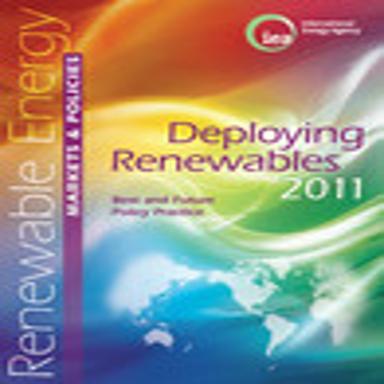 iea
International
Energy Agency
Renewable Energy
MARKETS & POLICIES
Deploying
Renewables
2011
Best and Future
Policy Practice